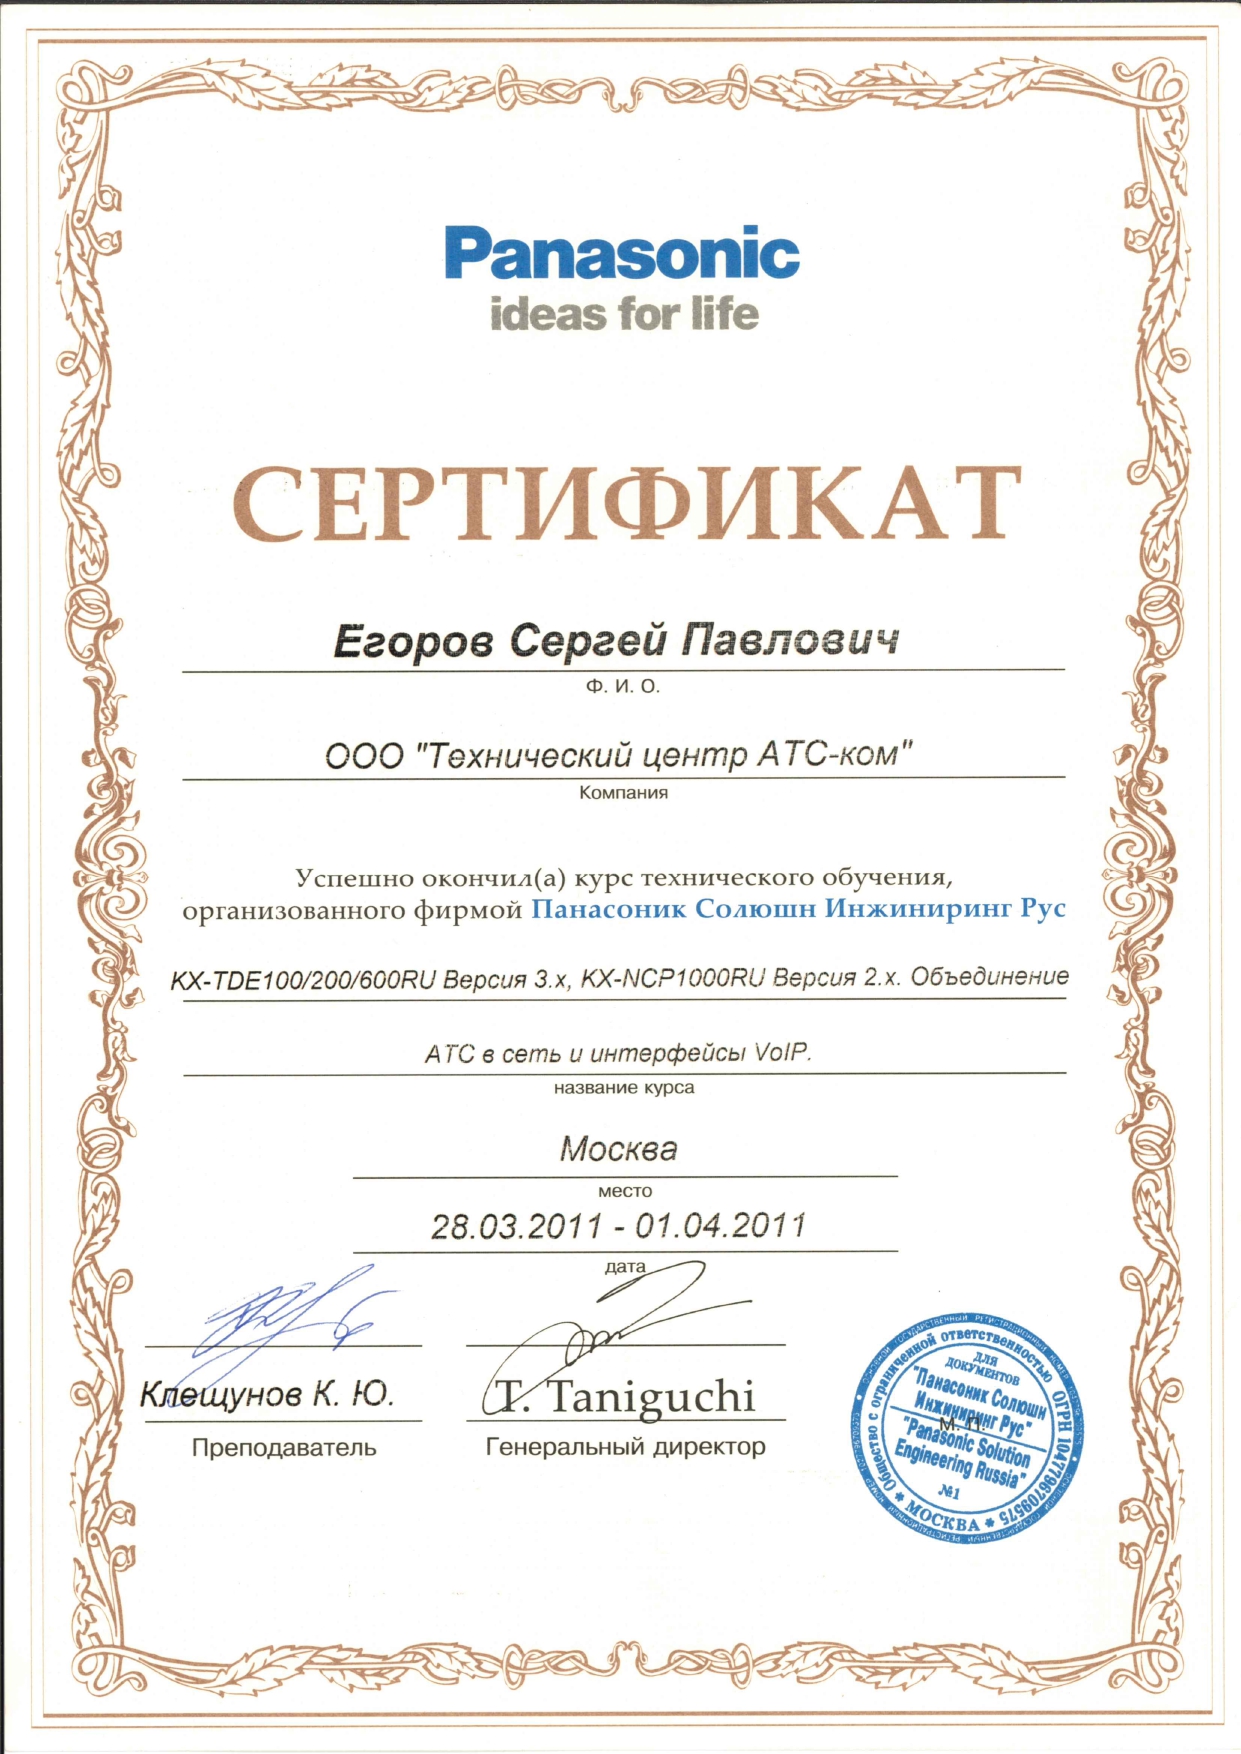 Panasonic
ideas for life
СЕРТИФИКАТ
Егоров Сергей Павлович
Ф. И. О.
ООО "Технический центр АТС-ком"
Компания
Успешно окончил(а) курс технического обучения,
организованного фирмой Панасоник Солюшн Инжиниринг Рус
KX-TDE100/200/600RU Версия 3.x, KX-NCP1000RU Версия 2.x. Объединение
АТС в сеть и интерфейсы VoIP.
название курса
Москва
место
28.03.2011 - 01.04.2011
дата
Клещунов К. Ю.
Преподаватель
T. Taniguchi
Генеральный директор
М. П.
Общество с ограниченной ответственностью ОГРН 1047796709575
* МОСКВА *
для
документов
"Панасоник Солюшн
Инжиниринг Рус"
"Panasonic Solution
Engineering Russia"
№1